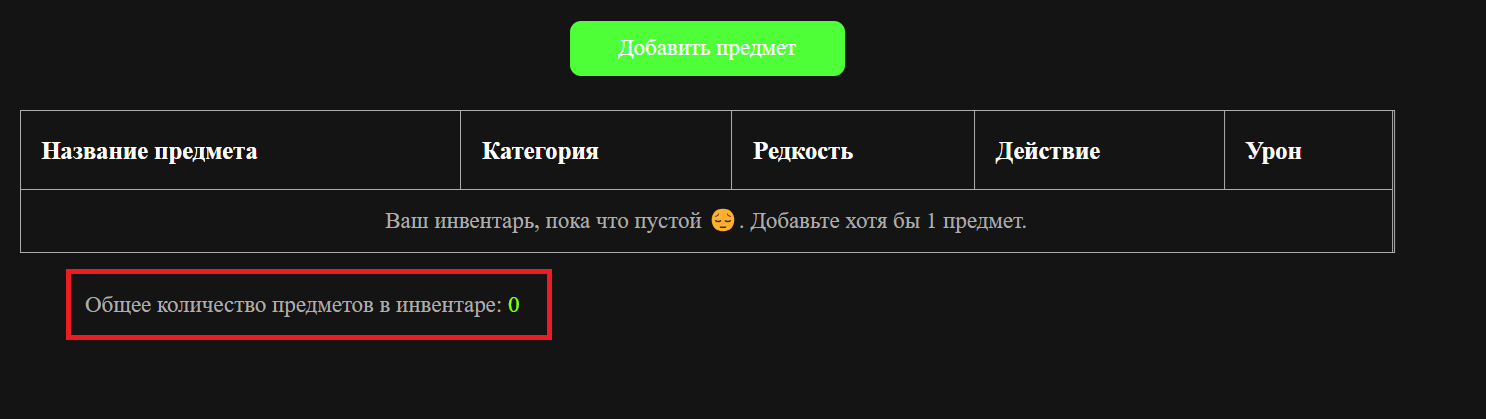 Добавить предмет
Название предмета Категория Редкость Действие Урон
Ваш инвентарь, пока что пустой 😔. Добавьте хотя бы 1 предмет.
Общее количество предметов в инвентаре: 0